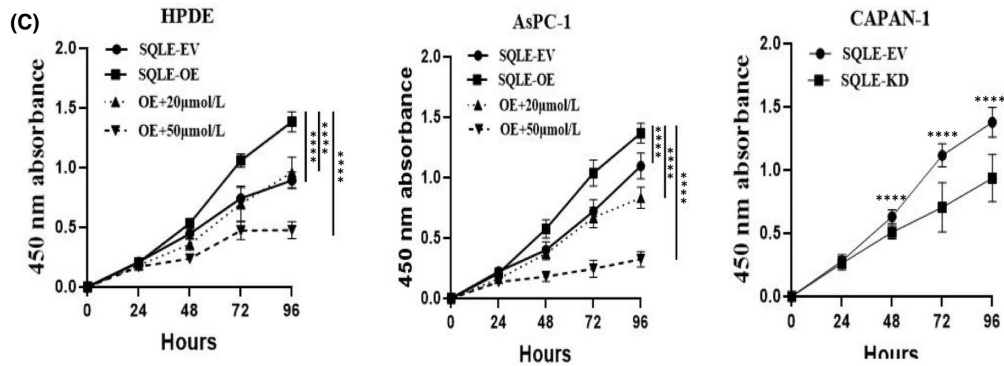 (C)
HPDE
450 nm absorbance
2.0
1.5
1.0
0.5
0.0
SQLE-EV
SQLE-OE
OE+20μmol/L
OE+50μmol/L
****
****
****
0 24 48 72 96
Hours
AsPC-1
450 nm absorbance
2.0
1.5
1.0
0.5
0.0
SQLE-EV
SQLE-OE
OE+20μmol/L
OE+50μmol/L
****
****
****
0 24 48 72 96
Hours
CAPAN-1
450 nm absorbance
2.0
1.5
1.0
0.5
0.0
SQLE-EV
SQLE-KD
****
****
****
0 24 48 72 96
Hours